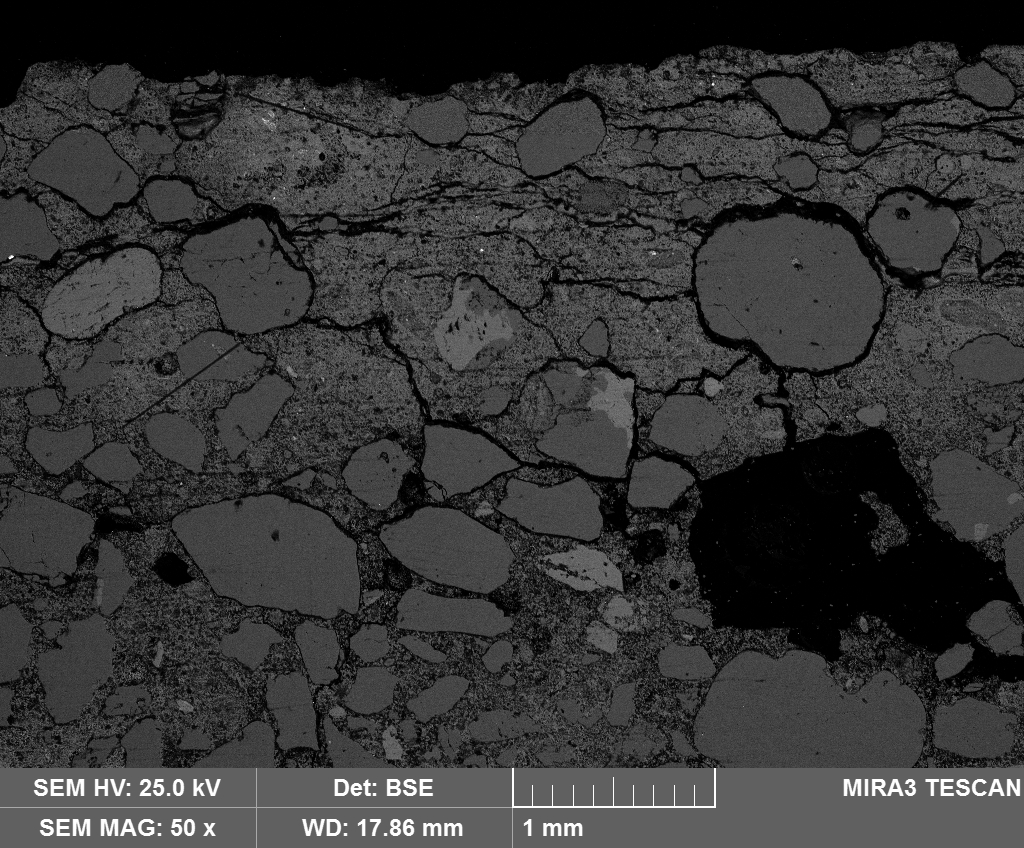 SEM HV: 25.0 kV
Det: BSE
MIRA3 TESCAN
SEM MAG: 50 x
WD: 17.86 mm
1 mm